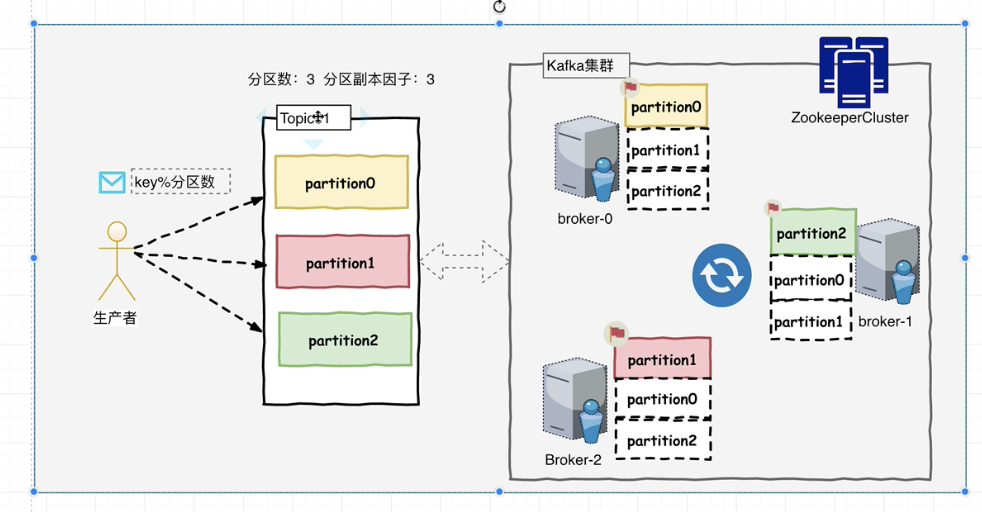 分区数：3 分区副本因子：3
Topic-1
partition0
partition1
partition2
key%分区数
生产者
Kafka集群
ZookeeperCluster
partition0
partition1
partition2
broker-0
partition2
partition0
partition1
broker-1
partition1
partition0
partition2
Broker-2